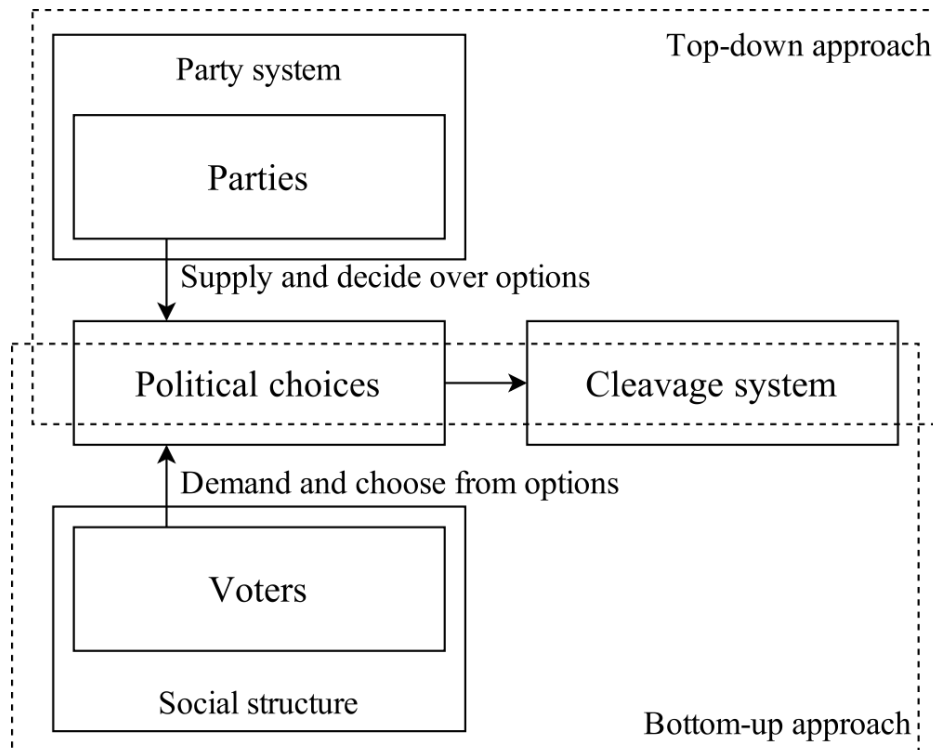 Top-down approach
Party system
Parties
Supply and decide over options
Political choices
Cleavage system
Demand and choose from options
Voters
Social structure
Bottom-up approach